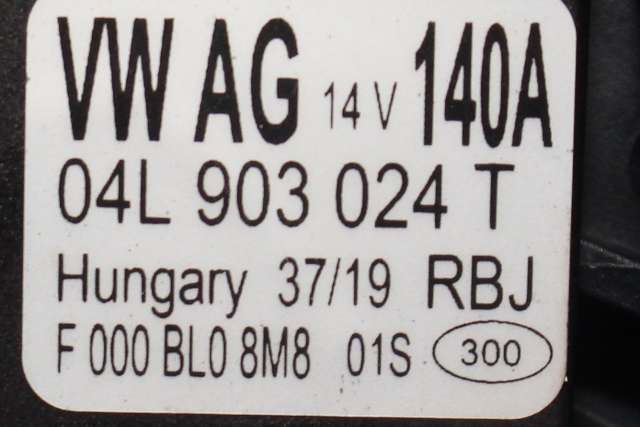 VW AG 14 V 140A
04L 903 024 T
Hungary 37/19 RBJ
F 000 BL0 8M8 01S 300